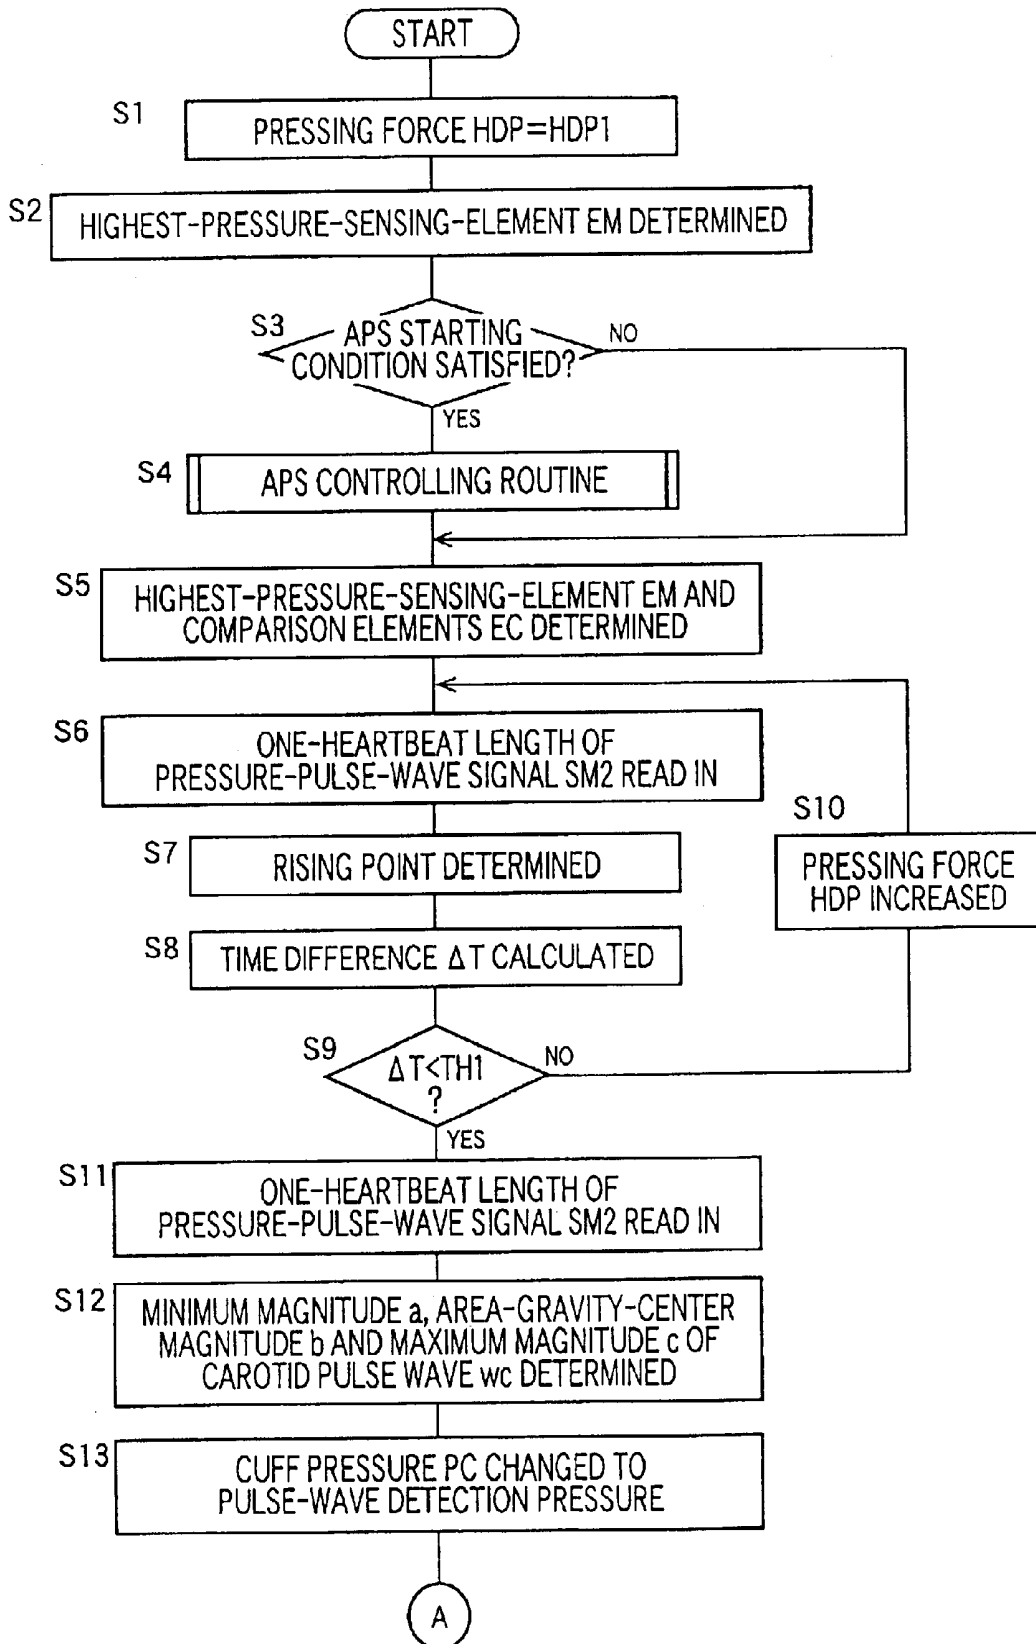 START
S1
PRESSING FORCE HDP=HDP1
S2
HIGHEST-PRESSURE-SENSING-ELEMENT EM DETERMINED
S3
APS STARTING
CONDITION SATISFIED?
NO
YES
S4
APS CONTROLLING ROUTINE
S5
HIGHEST-PRESSURE-SENSING-ELEMENT EM AND
COMPARISON ELEMENTS EC DETERMINED
S6
ONE-HEARTBEAT LENGTH OF
PRESSURE-PULSE-WAVE SIGNAL SM2 READ IN
S10
PRESSING FORCE
HDP INCREASED
S7
RISING POINT DETERMINED
S8
TIME DIFFERENCE ΔT CALCULATED
S9
ΔT<TH1
?
NO
YES
S11
ONE-HEARTBEAT LENGTH OF
PRESSURE-PULSE-WAVE SIGNAL SM2 READ IN
S12
MINIMUM MAGNITUDE a, AREA-GRAVITY-CENTER
MAGNITUDE b AND MAXIMUM MAGNITUDE c OF
CAROTID PULSE WAVE wc DETERMINED
S13
CUFF PRESSURE PC CHANGED TO
PULSE-WAVE DETECTION PRESSURE
A